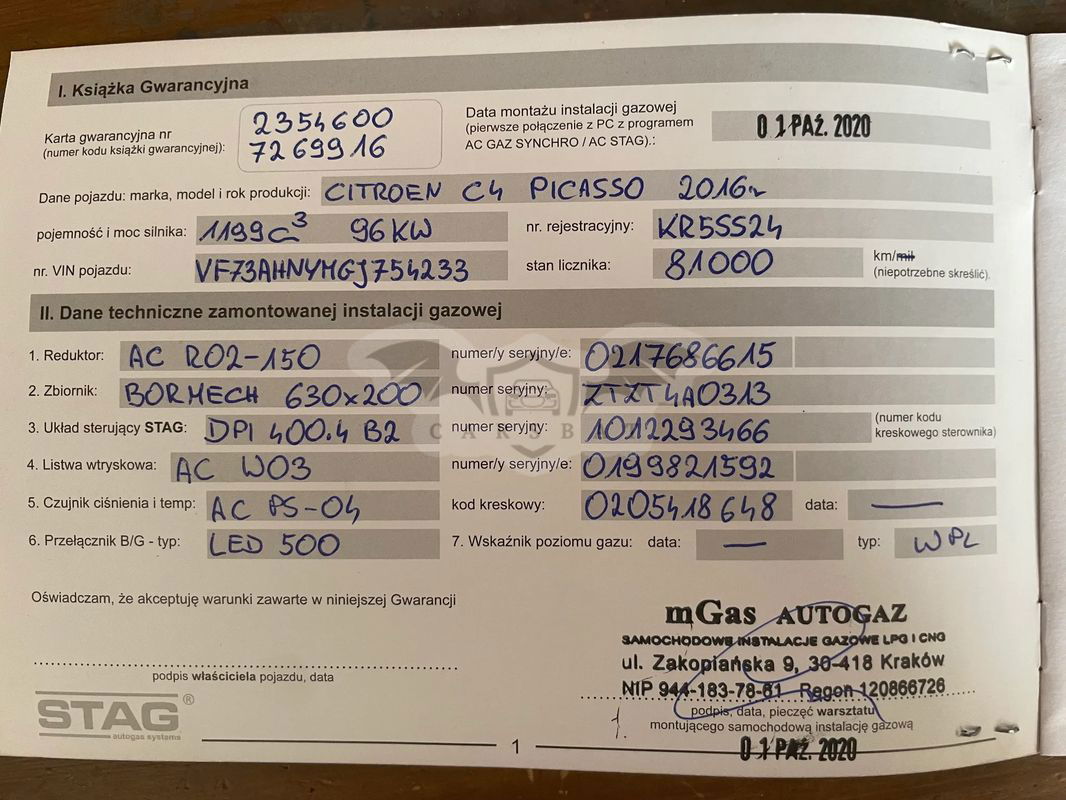 I. Książka Gwarancyjna
Karta gwarancyjna nr
(numer kodu książki gwarancyjnej):
2354600
7269916
Data montażu instalacji gazowej
(pierwsze połączenie z PC z programem
AC GAZ SYNCHRO / AC STAG).:
01 PAŹ. 2020
Dane pojazdu: marka, model i rok produkcji: CITROEN C4 PICASSO 2016r
pojemność i moc silnika: 1199c3 96KW nr. rejestracyjny: KR5SS24
nr. VIN pojazdu: VF73AHNYMGJ754233 stan licznika: 81000 km/mil
(niepotrzebne skreślić).
II. Dane techniczne zamontowanej instalacji gazowej
1. Reduktor: AC R02-150 numer/y seryjny/e: 0217686615
2. Zbiornik: BORMECH 630x200 numer seryjny: ZTZT4A0313
CARSB
3. Układ sterujący STAG: DPI 400.4 B2 numer seryjny: 1012293466 (numer kodu
kreskowego sterownika)
4. Listwa wtryskowa: AC W03 numer/y seryjny/e: 0199821592
5. Czujnik ciśnienia i temp: AC PS-04 kod kreskowy: 0205418648 data: —
6. Przełącznik B/G - typ: LED 500 7. Wskaźnik poziomu gazu: data: — typ: WPL
Oświadczam, że akceptuję warunki zawarte w niniejszej Gwarancji
podpis właściciela pojazdu, data
mGas AUTOGAZ
SAMOCHODOWE INSTALACJE GAZOWE LPG I CNG
ul. Zakopiańska 9, 30-418 Kraków
NIP 944-183-78-61 Regon 120866726
podpis, data, pieczęć warsztatu
montującego samochodową instalację gazową
01 PAŹ. 2020
STAG®
autogas systems
1